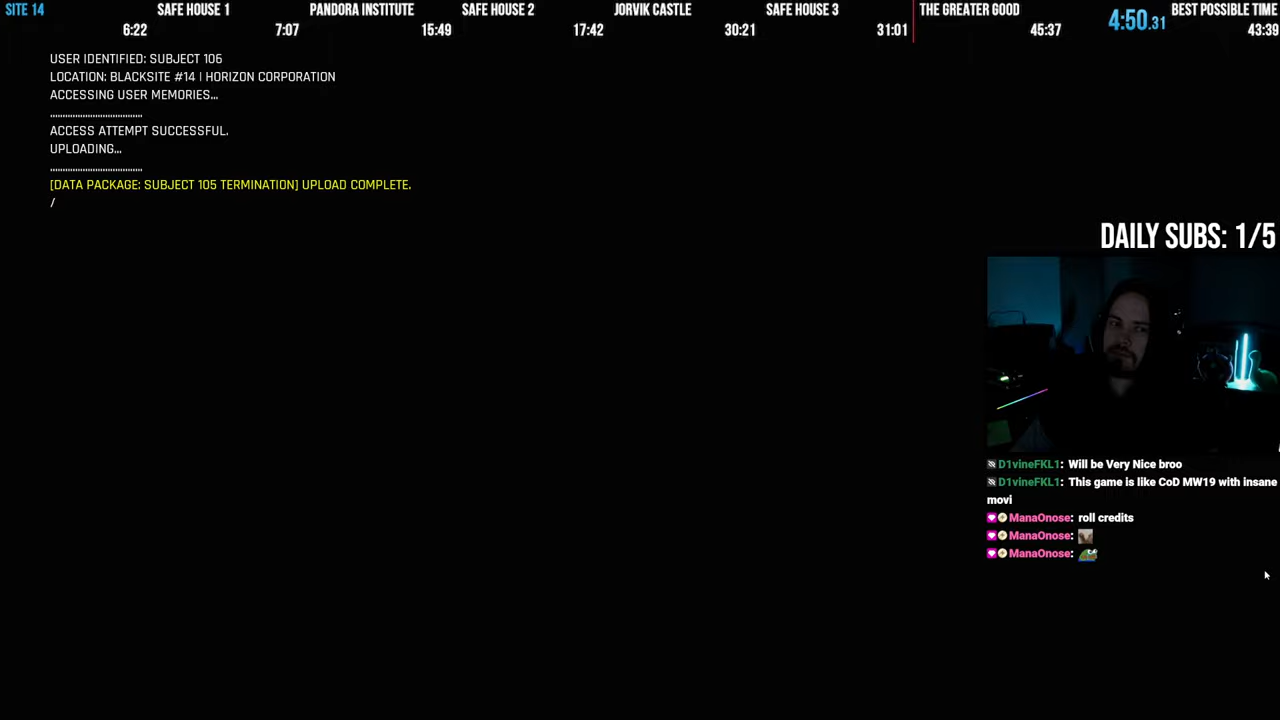 SITE 14 SAFE HOUSE 1 PANDORA INSTITUTE SAFE HOUSE 2 JORVIK CASTLE SAFE HOUSE 3 THE GREATER GOOD 4:50.31 BEST POSSIBLE TIME
6:22 7:07 15:49 17:42 30:21 31:01 45:37 43:39
USER IDENTIFIED: SUBJECT 106
LOCATION: BLACKSITE #14 | HORIZON CORPORATION
ACCESSING USER MEMORIES...
.....................................
ACCESS ATTEMPT SUCCESSFUL.
UPLOADING...
.....................................
[DATA PACKAGE: SUBJECT 105 TERMINATION] UPLOAD COMPLETE.
/
DAILY SUBS: 1/5
D1vineFKL1: Will be Very Nice broo
D1vineFKL1: This game is like CoD MW19 with insane
movi
ManaOnose: roll credits
ManaOnose:
ManaOnose: